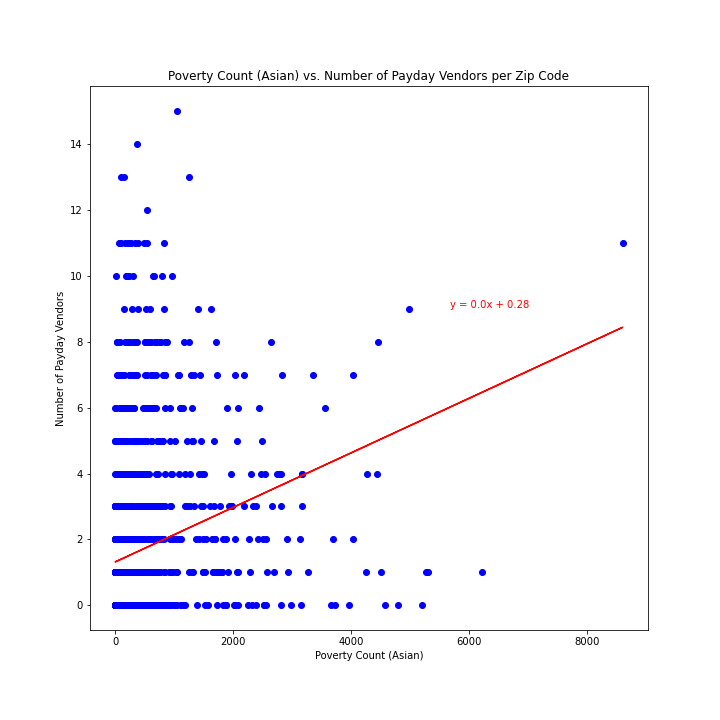 Poverty Count (Asian) vs. Number of Payday Vendors per Zip Code
14
12
10
8
6
4
2
0
Number of Payday Vendors
y = 0.0x + 0.28
0 2000 4000 6000 8000
Poverty Count (Asian)